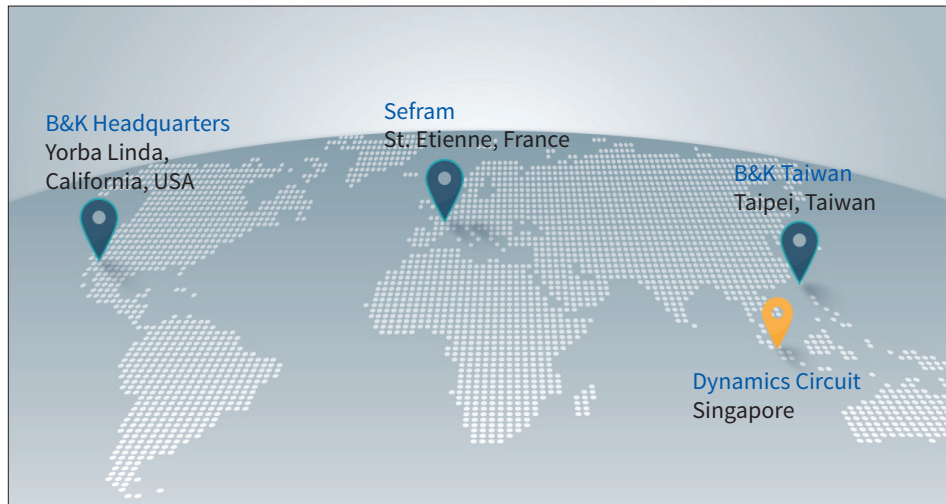 B&K Headquarters
Yorba Linda,
California, USA
Sefram
St. Etienne, France
B&K Taiwan
Taipei, Taiwan
Dynamics Circuit
Singapore